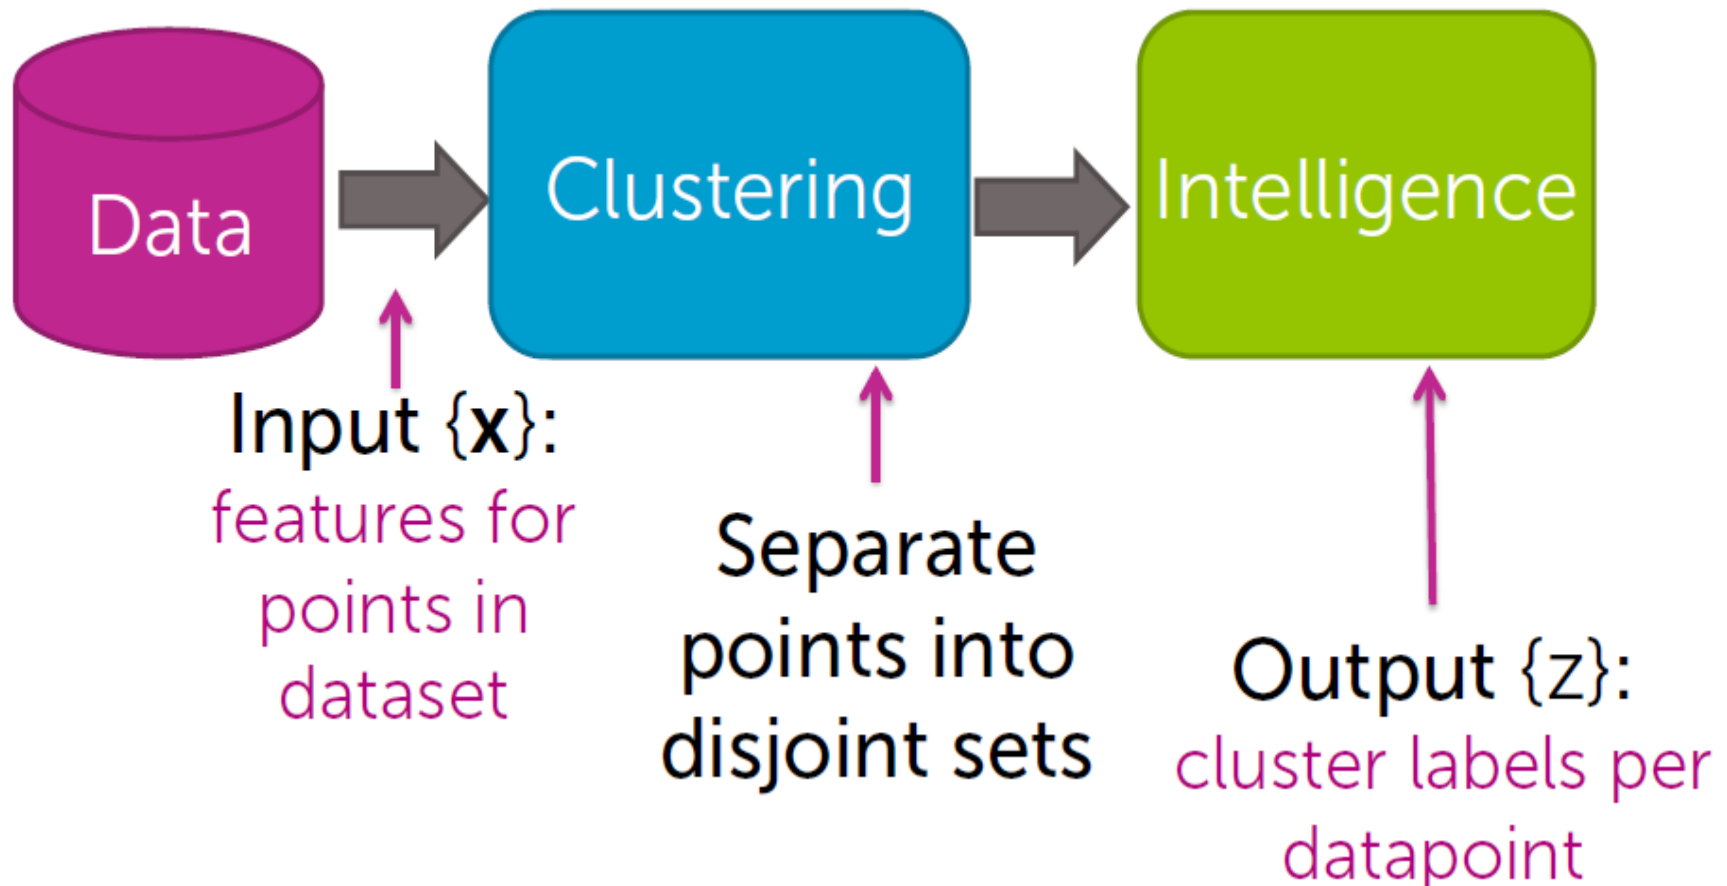 Data
Clustering
Intelligence
Input {x}:
features for
points in
dataset
Separate
points into
disjoint sets
Output {z}:
cluster labels per
datapoint